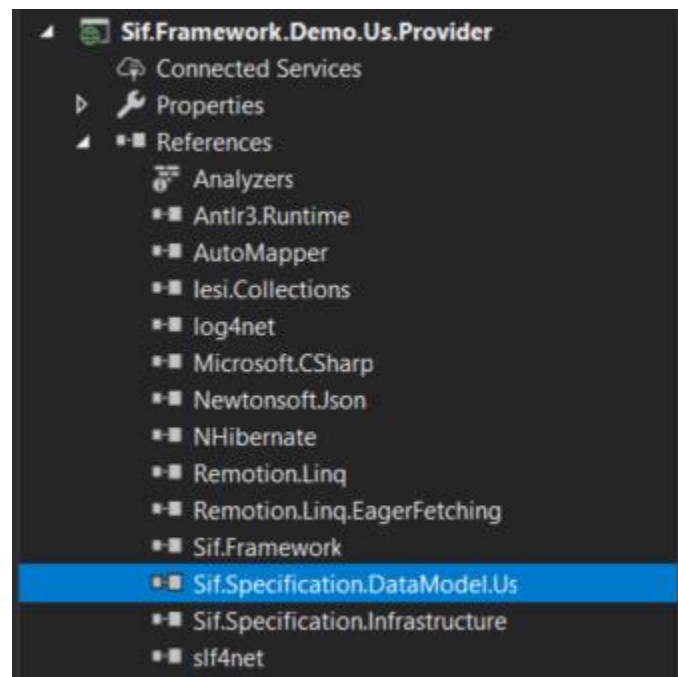 Sif.Framework.Demo.Us.Provider
Connected Services
Properties
References
Analyzers
Antlr3.Runtime
AutoMapper
Iesi.Collections
log4net
Microsoft.CSharp
Newtonsoft.Json
NHibernate
Remotion.Linq
Remotion.Linq.EagerFetching
Sif.Framework
Sif.Specification.DataModel.Us
Sif.Specification.Infrastructure
slf4net